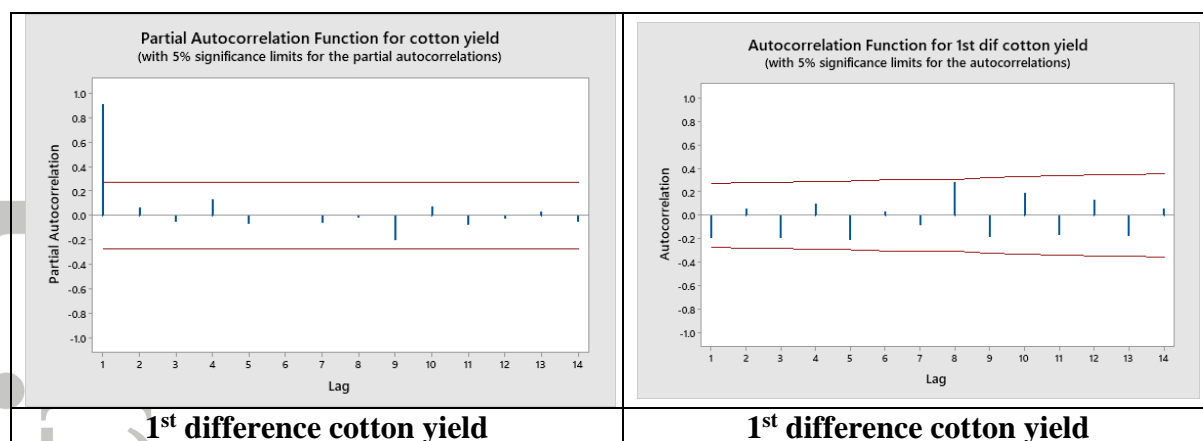 Partial Autocorrelation Function for cotton yield
(with 5% significance limits for the partial autocorrelations)
Partial Autocorrelation
1.0
0.8
0.6
0.4
0.2
0.0
-0.2
-0.4
-0.6
-0.8
-1.0
1 2 3 4 5 6 7 8 9 10 11 12 13 14
Lag
Autocorrelation Function for 1st dif cotton yield
(with 5% significance limits for the autocorrelations)
Autocorrelation
1.0
0.8
0.6
0.4
0.2
0.0
-0.2
-0.4
-0.6
-0.8
-1.0
1 2 3 4 5 6 7 8 9 10 11 12 13 14
Lag
1st difference cotton yield
1st difference cotton yield